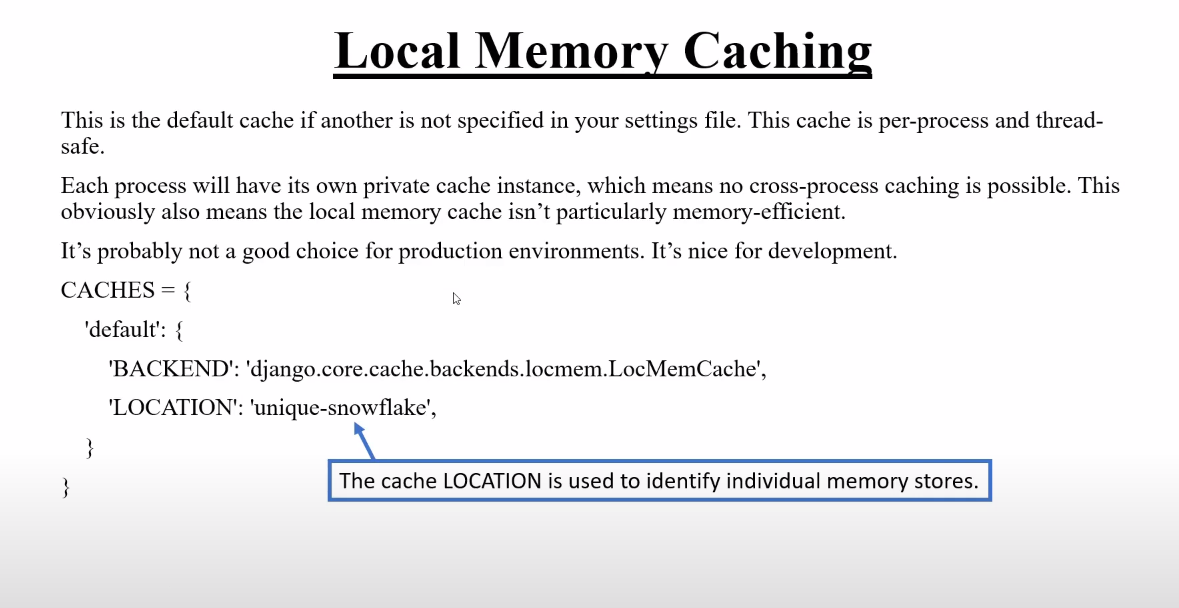 Local Memory Caching
This is the default cache if another is not specified in your settings file. This cache is per-process and thread-
safe.
Each process will have its own private cache instance, which means no cross-process caching is possible. This
obviously also means the local memory cache isn’t particularly memory-efficient.
It’s probably not a good choice for production environments. It’s nice for development.
CACHES = {
'default': {
'BACKEND': 'django.core.cache.backends.locmem.LocMemCache',
'LOCATION': 'unique-snowflake',
}
The cache LOCATION is used to identify individual memory stores.
}